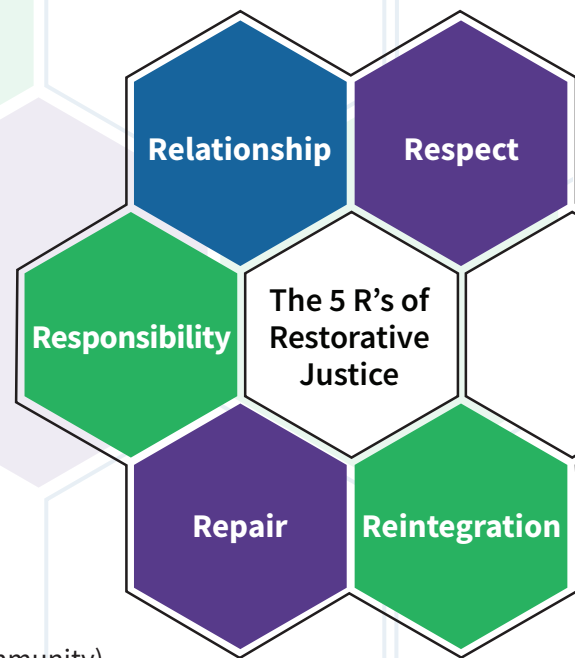 Relationship
Respect
Responsibility
The 5 R’s of
Restorative
Justice
Repair
Reintegration